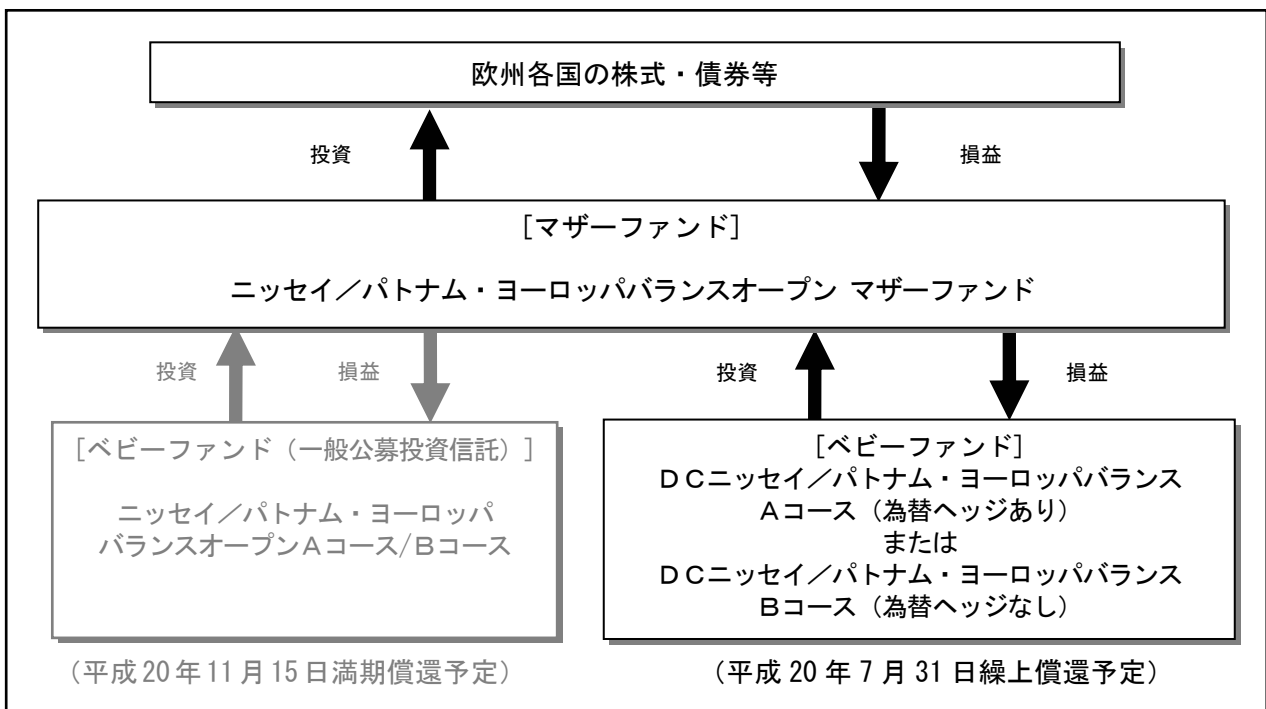 欧州各国の株式・債券等
投資
損益
[マザーファンド]
ニッセイ／パトナム・ヨーロッパバランスオープン マザーファンド
投資
損益
投資
損益
[ベビーファンド（一般公募投資信託）]
ニッセイ／パトナム・ヨーロッパ
バランスオープンＡコース/Ｂコース
[ベビーファンド]
ＤＣニッセイ／パトナム・ヨーロッパバランス
Ａコース（為替ヘッジあり）
または
ＤＣニッセイ／パトナム・ヨーロッパバランス
Ｂコース（為替ヘッジなし）
（平成 20 年 11 月 15 日満期償還予定）
（平成 20 年 7 月 31 日繰上償還予定）